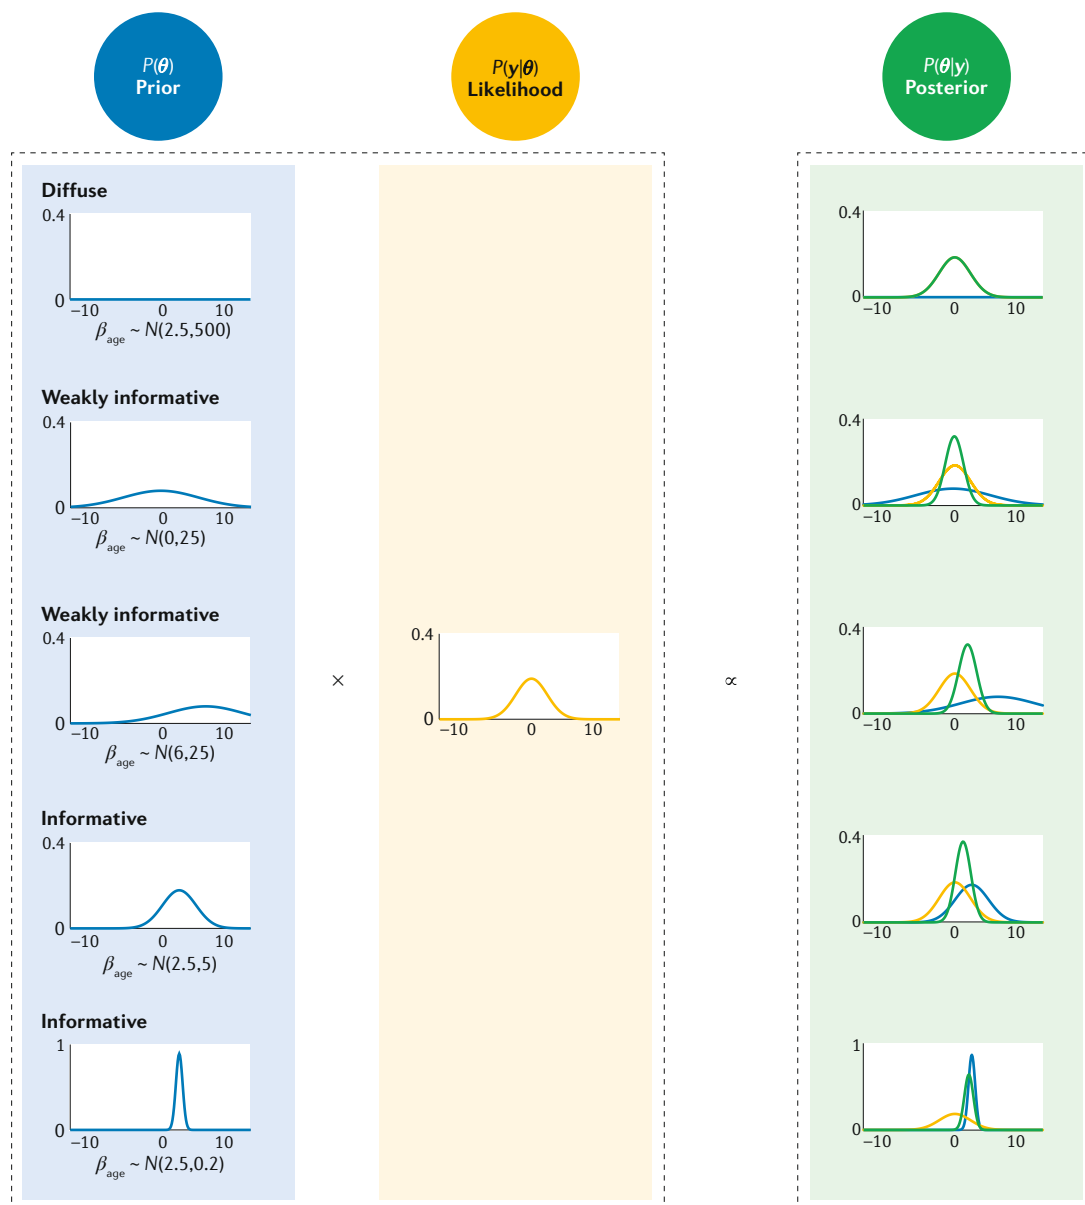 P(θ)
Prior
P(y|θ)
Likelihood
P(θ|y)
Posterior
Diffuse
0.4
0
−10 0 10
β_age ~ N(2.5,500)
Weakly informative
0.4
0
−10 0 10
β_age ~ N(0,25)
Weakly informative
0.4
0
−10 0 10
β_age ~ N(6,25)
Informative
0.4
0
−10 0 10
β_age ~ N(2.5,5)
Informative
1
0
−10 0 10
β_age ~ N(2.5,0.2)
×
0.4
0
−10 0 10
∝
0.4
0
−10 0 10
0.4
0
−10 0 10
0.4
0
−10 0 10
0.4
0
−10 0 10
1
0
−10 0 10